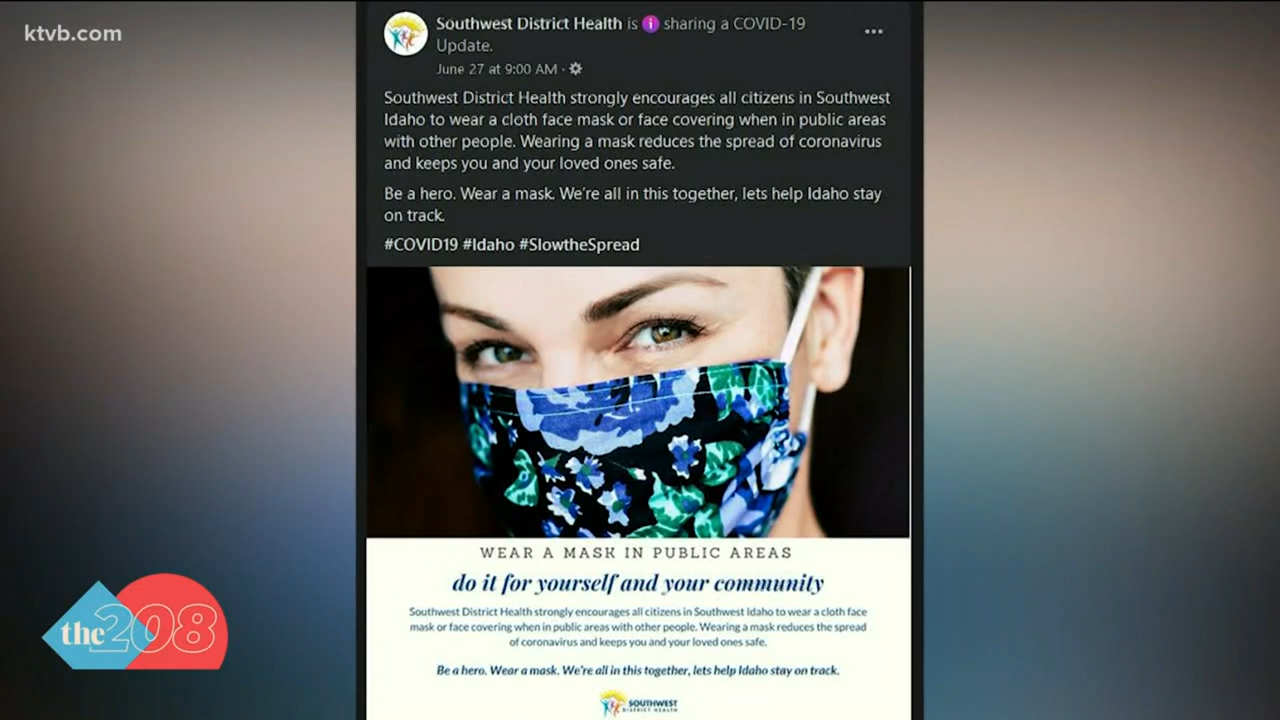 ktvb.com
Southwest District Health is sharing a COVID-19
Update.
June 27 at 9:00 AM ·
Southwest District Health strongly encourages all citizens in Southwest
Idaho to wear a cloth face mask or face covering when in public areas
with other people. Wearing a mask reduces the spread of coronavirus
and keeps you and your loved ones safe.
Be a hero. Wear a mask. We're all in this together, lets help Idaho stay
on track.
#COVID19 #Idaho #SlowtheSpread
WEAR A MASK IN PUBLIC AREAS
do it for yourself and your community
Southwest District Health strongly encourages all citizens in Southwest Idaho to wear a cloth face
mask or face covering when in public areas with other people. Wearing a mask reduces the spread
of coronavirus and keeps you and your loved ones safe.
Be a hero. Wear a mask. We're all in this together, lets help Idaho stay on track.
SOUTHWEST
DISTRICT HEALTH
the 208